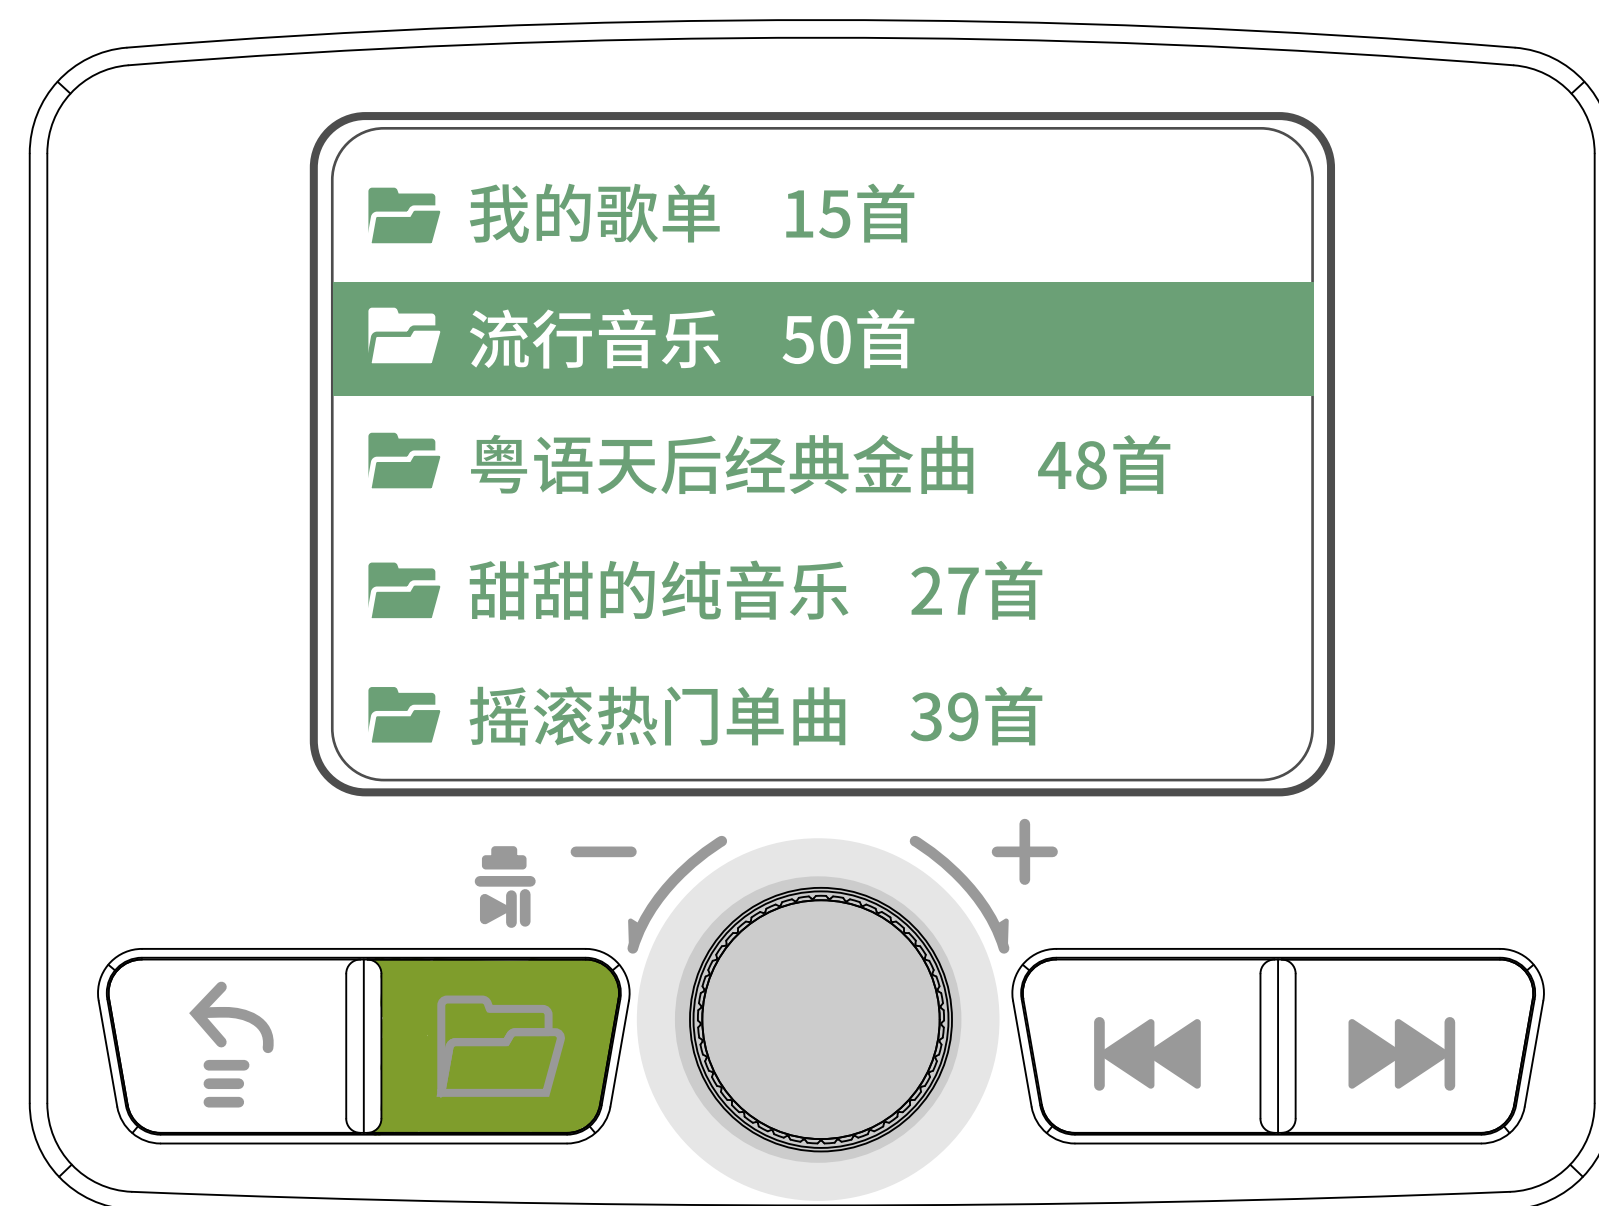 我的歌单 15首
流行音乐 50首
粤语天后经典金曲 48首
甜甜的纯音乐 27首
摇滚热门单曲 39首